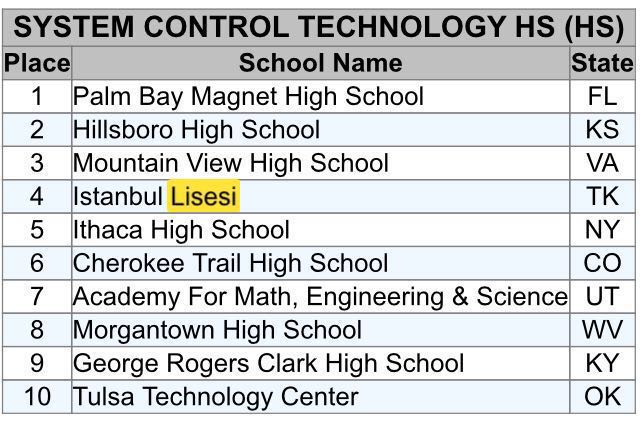 SYSTEM CONTROL TECHNOLOGY HS (HS)
Place School Name State
1 Palm Bay Magnet High School FL
2 Hillsboro High School KS
3 Mountain View High School VA
4 Istanbul Lisesi TK
5 Ithaca High School NY
6 Cherokee Trail High School CO
7 Academy For Math, Engineering & Science UT
8 Morgantown High School WV
9 George Rogers Clark High School KY
10 Tulsa Technology Center OK